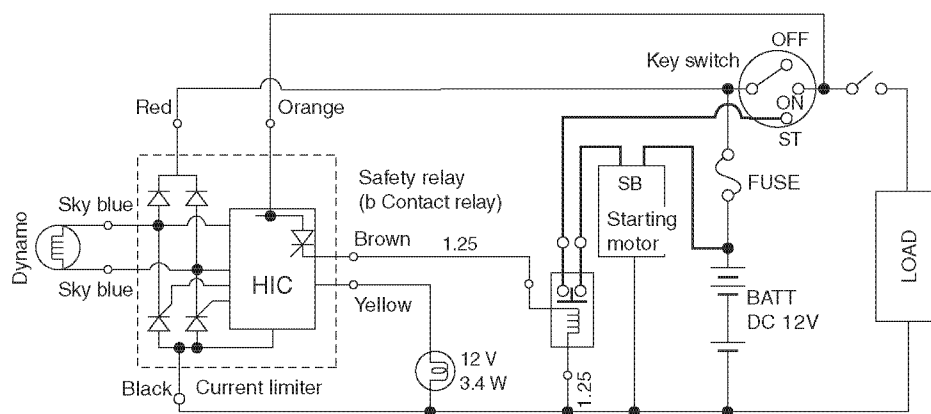 OFF
Key switch
ON
ST
Red
Orange
FUSE
Safety relay
(b Contact relay)
SB
Starting
motor
Sky blue
Dynamo
Brown
1.25
LOAD
Sky blue
HIC
Yellow
BATT
DC 12V
12 V
3.4 W
1.25
Black
Current limiter